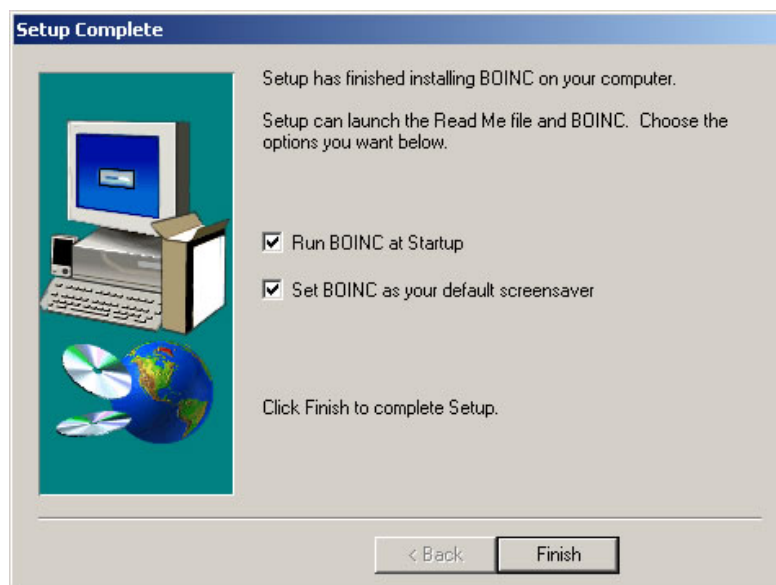 Setup Complete
Setup has finished installing BOINC on your computer.
Setup can launch the Read Me file and BOINC.  Choose the
options you want below.
Run BOINC at Startup
Set BOINC as your default screensaver
Click Finish to complete Setup.
< Back
Finish